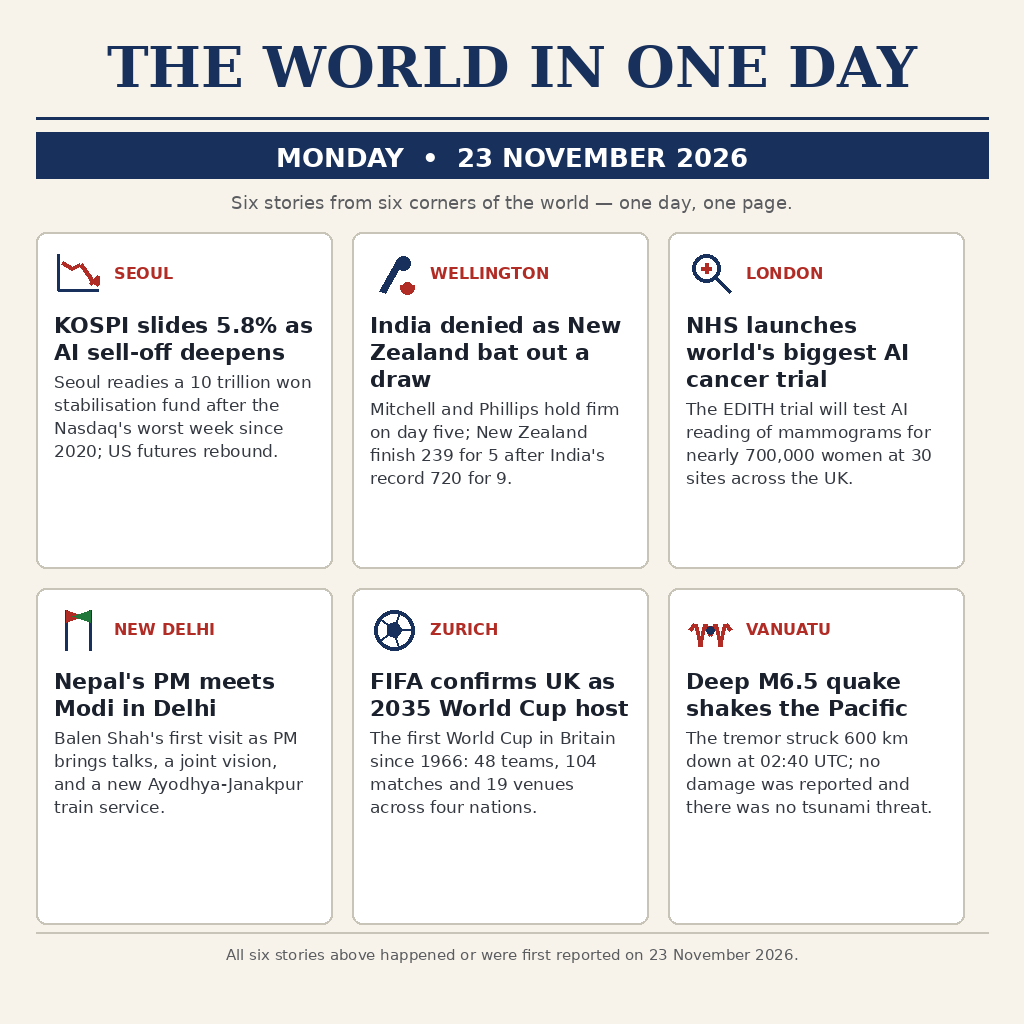 THE WORLD IN ONE DAY
MONDAY • 23 NOVEMBER 2026
Six stories from six corners of the world — one day, one page.
SEOUL
KOSPI slides 5.8% as
AI sell-off deepens
Seoul readies a 10 trillion won
stabilisation fund after the
Nasdaq's worst week since
2020; US futures rebound.
WELLINGTON
India denied as New
Zealand bat out a
draw
Mitchell and Phillips hold firm
on day five; New Zealand
finish 239 for 5 after India's
record 720 for 9.
LONDON
NHS launches
world's biggest AI
cancer trial
The EDITH trial will test AI
reading of mammograms for
nearly 700,000 women at 30
sites across the UK.
NEW DELHI
Nepal's PM meets
Modi in Delhi
Balen Shah's first visit as PM
brings talks, a joint vision,
and a new Ayodhya-Janakpur
train service.
ZURICH
FIFA confirms UK as
2035 World Cup host
The first World Cup in Britain
since 1966: 48 teams, 104
matches and 19 venues
across four nations.
VANUATU
Deep M6.5 quake
shakes the Pacific
The tremor struck 600 km
down at 02:40 UTC; no
damage was reported and
there was no tsunami threat.
All six stories above happened or were first reported on 23 November 2026.